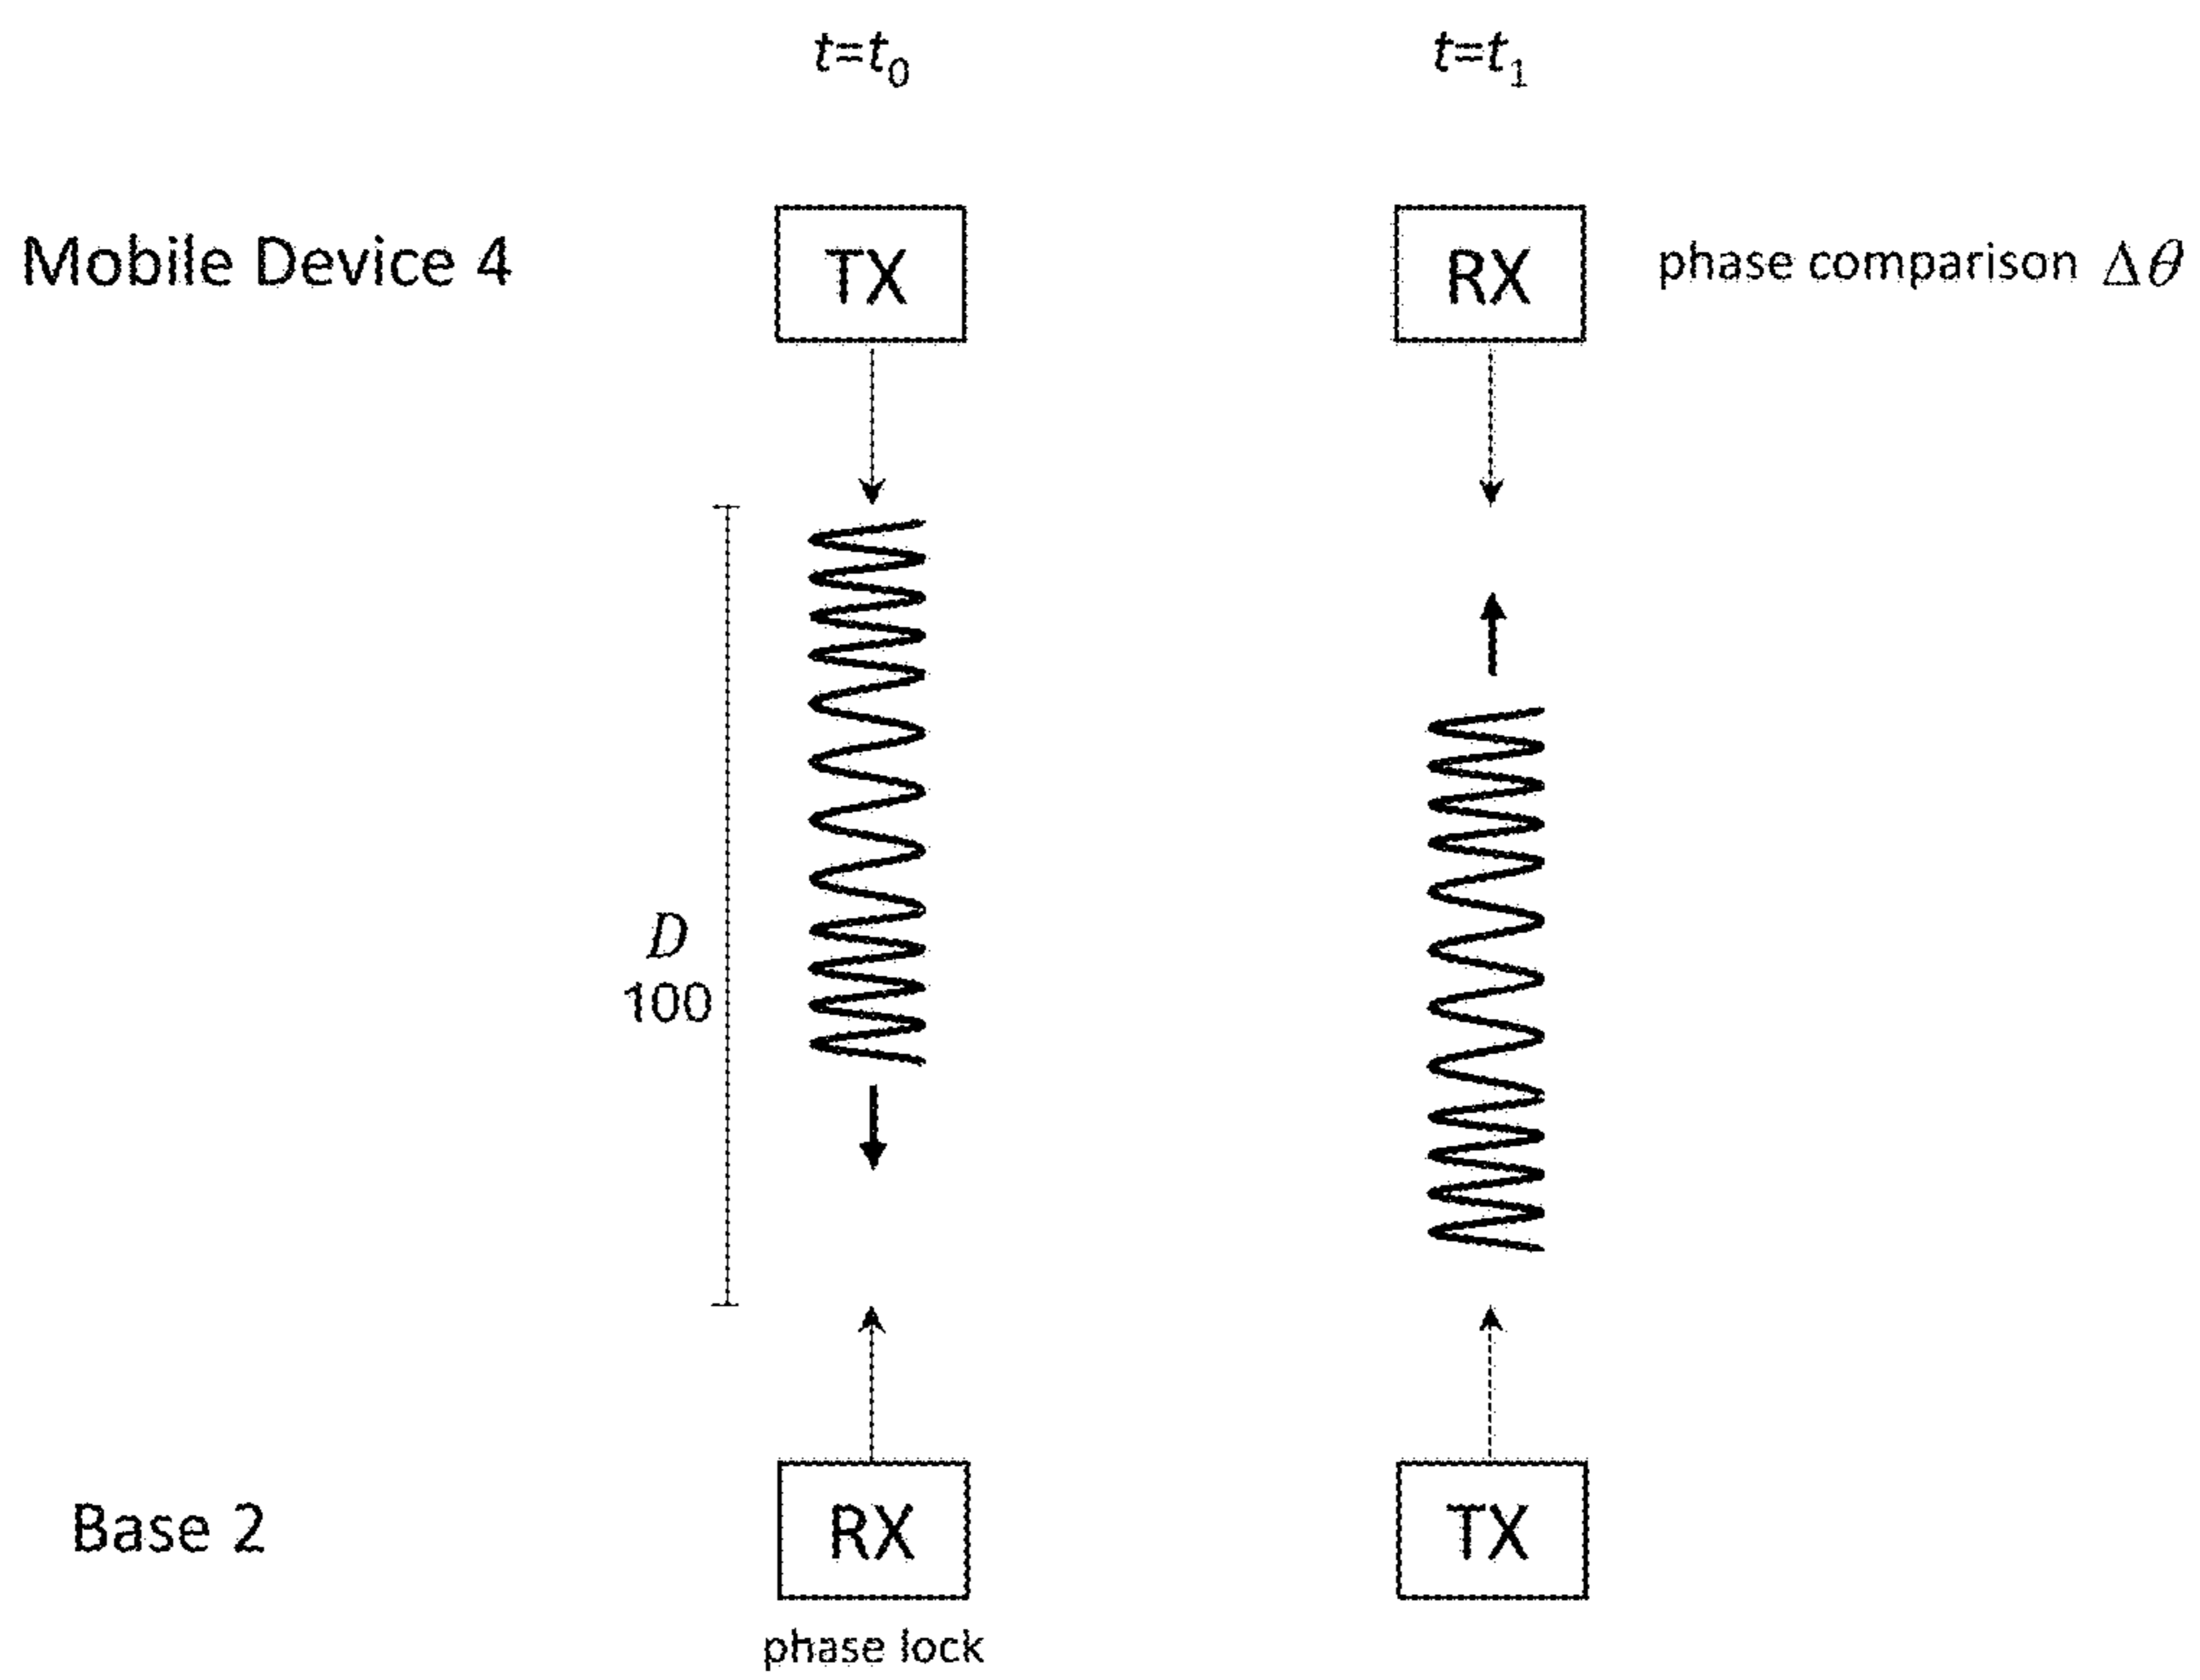 t=t₀
t=t₁
Mobile Device 4
TX
RX
phase comparison Δθ
D
100
Base 2
RX
TX
phase lock